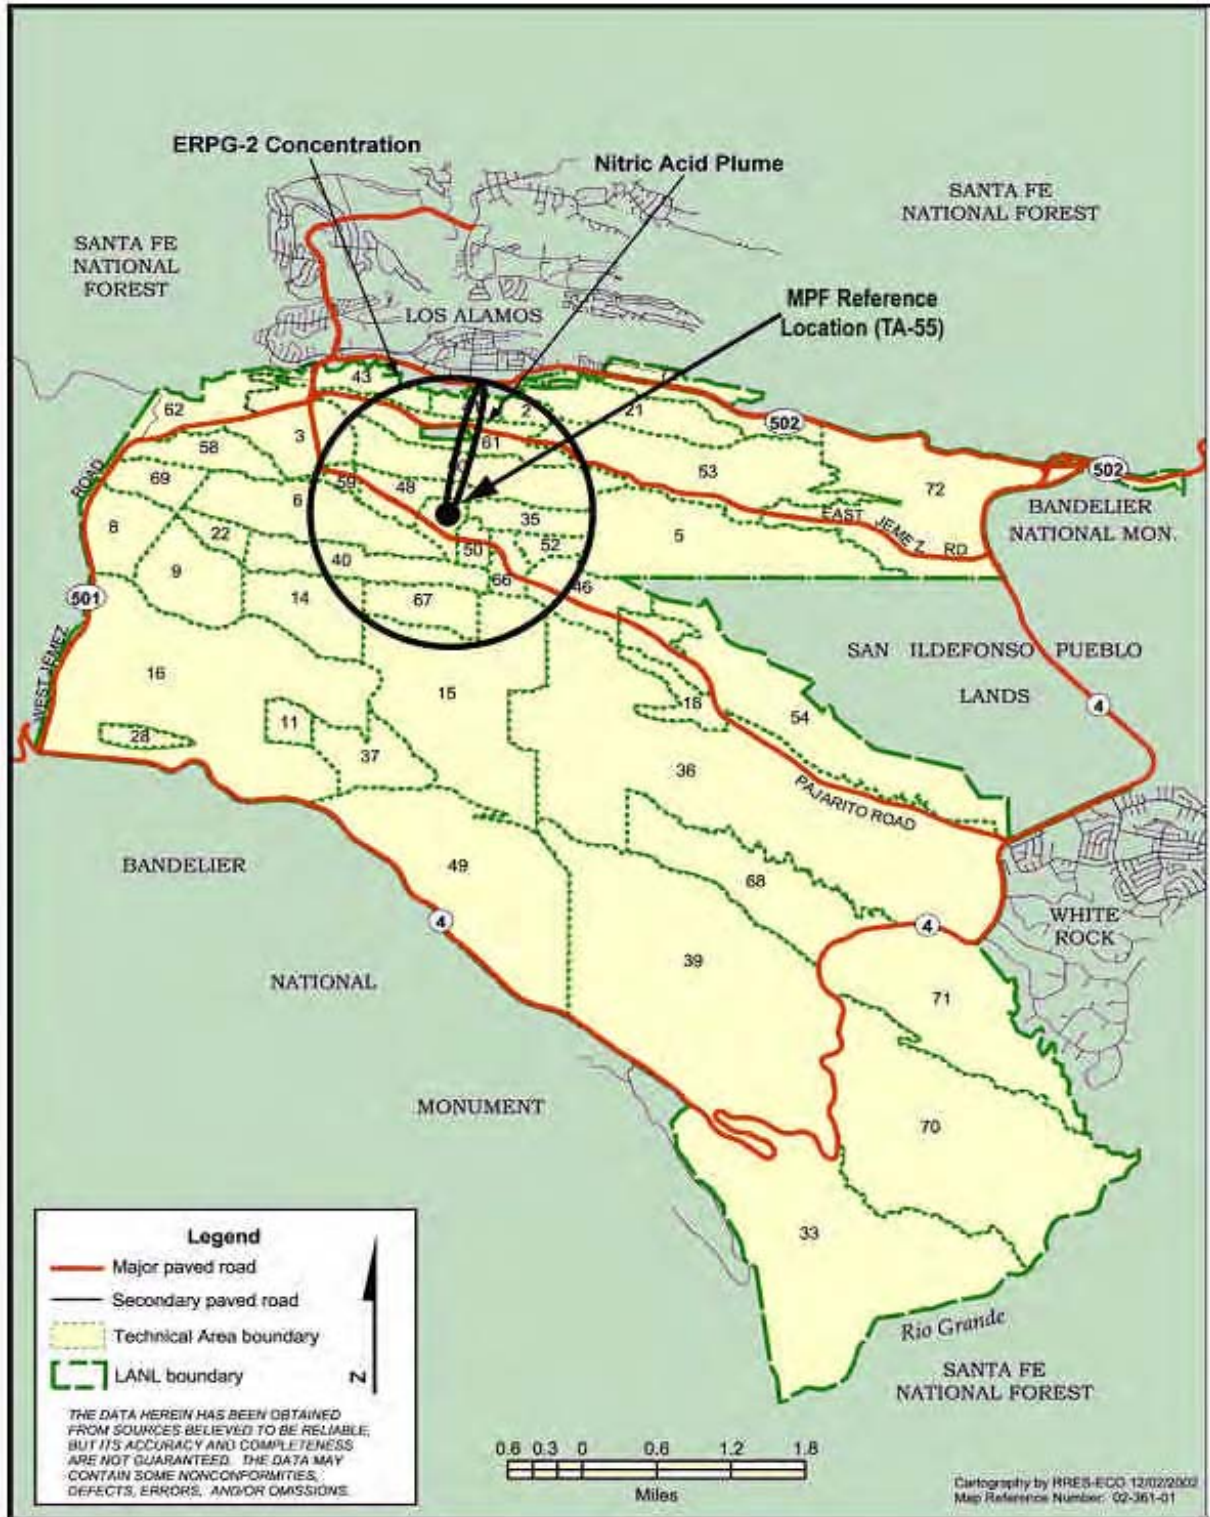 ERPG-2 Concentration
Nitric Acid Plume
SANTA FE
NATIONAL FOREST
SANTA FE
NATIONAL
FOREST
MPF Reference
Location (TA-55)
LOS ALAMOS
43
62
2
21
502
3
61
58
53
502
69
59
48
72
6
BANDELIER
NATIONAL MON.
ROAD
8
22
35
5
EAST JEMEZ RD
50
52
40
9
66
46
501
14
67
SAN ILDEFONSO PUEBLO
LANDS
WEST JEMEZ
16
15
18
54
4
11
28
37
36
PAJARITO ROAD
BANDELIER
49
68
4
4
WHITE
ROCK
39
NATIONAL
71
MONUMENT
70
33
Rio Grande
SANTA FE
NATIONAL FOREST
Legend
Major paved road
Secondary paved road
Technical Area boundary
LANL boundary
N
THE DATA HEREIN HAS BEEN OBTAINED
FROM SOURCES BELIEVED TO BE RELIABLE,
BUT ITS ACCURACY AND COMPLETENESS
ARE NOT GUARANTEED. THE DATA MAY
CONTAIN SOME NONCONFORMITIES,
DEFECTS, ERRORS, AND/OR OMISSIONS.
0.6 0.3 0 0.6 1.2 1.8
Miles
Cartography by RRES-ECO 12/02/2002
Map Reference Number: 02-361-01